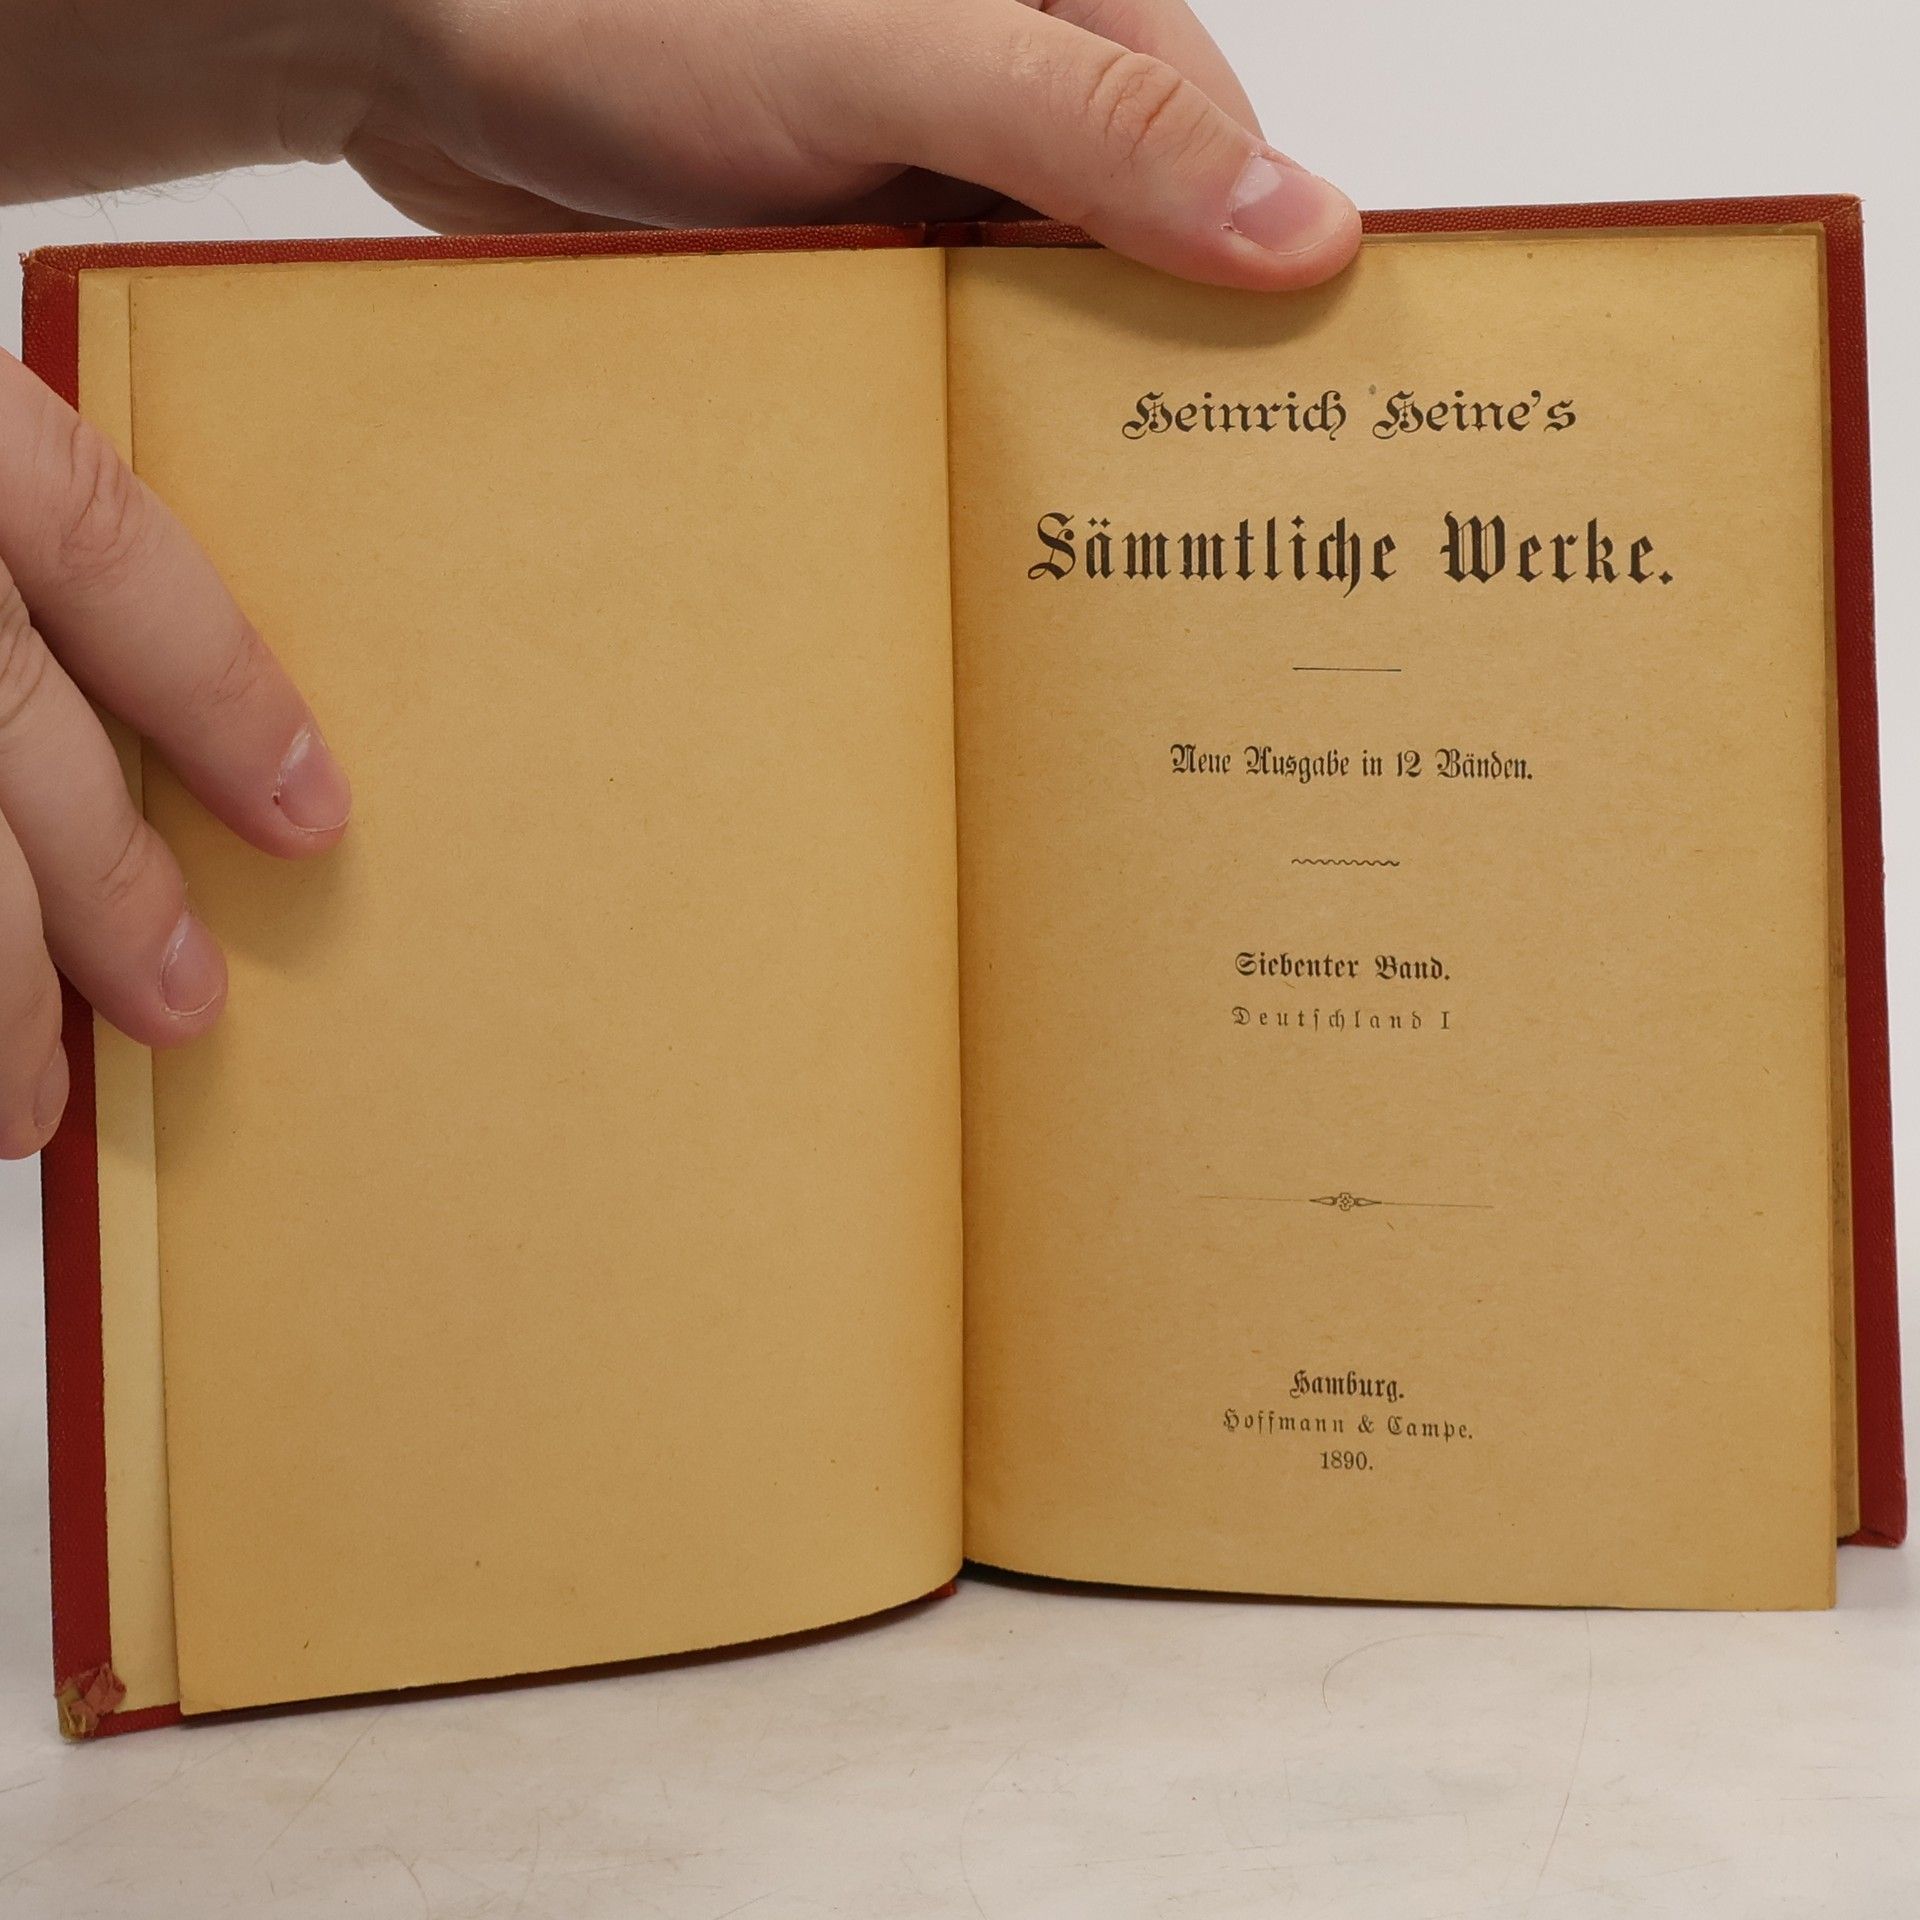 Heinrich Heine's
Sämmtliche Werke.
Neue Ausgabe in 12 Bänden.
Siebenter Band.
Deutſchland I
Hamburg.
Hoffmann & Campe.
1890.